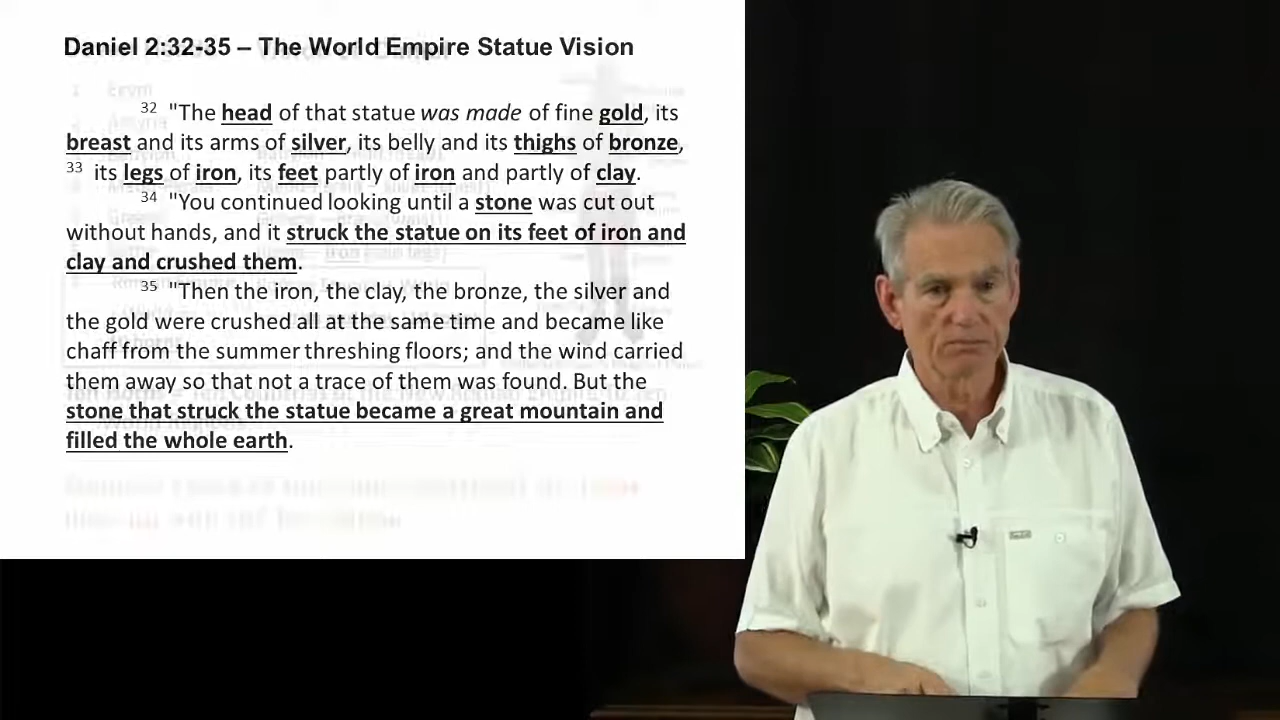 Daniel 2:32-35 – The World Empire Statue Vision
32 "The head of that statue was made of fine gold, its
breast and its arms of silver, its belly and its thighs of bronze,
33 its legs of iron, its feet partly of iron and partly of clay.
34 "You continued looking until a stone was cut out
without hands, and it struck the statue on its feet of iron and
clay and crushed them.
35 "Then the iron, the clay, the bronze, the silver and
the gold were crushed all at the same time and became like
chaff from the summer threshing floors; and the wind carried
them away so that not a trace of them was found. But the
stone that struck the statue became a great mountain and
filled the whole earth.